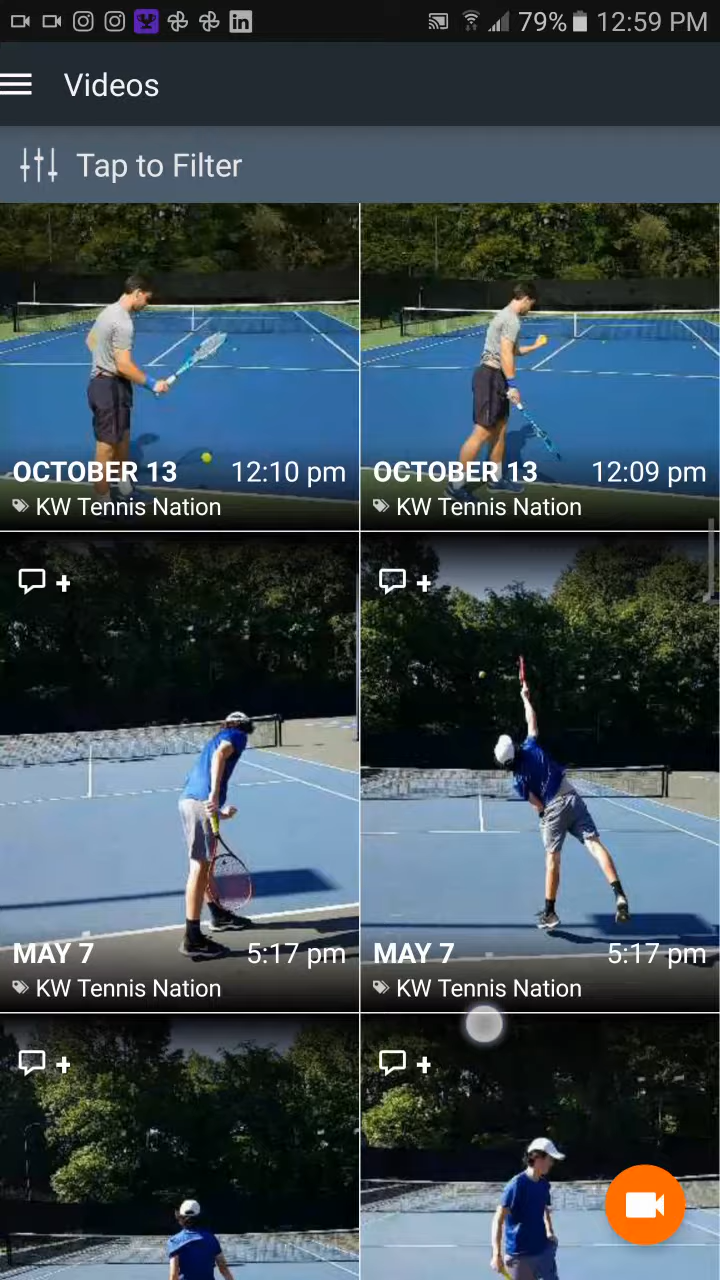 79% 12:59 PM
Videos
Tap to Filter
OCTOBER 13 12:10 pm
KW Tennis Nation
OCTOBER 13 12:09 pm
KW Tennis Nation
+
+
MAY 7 5:17 pm
KW Tennis Nation
MAY 7 5:17 pm
KW Tennis Nation
+
+